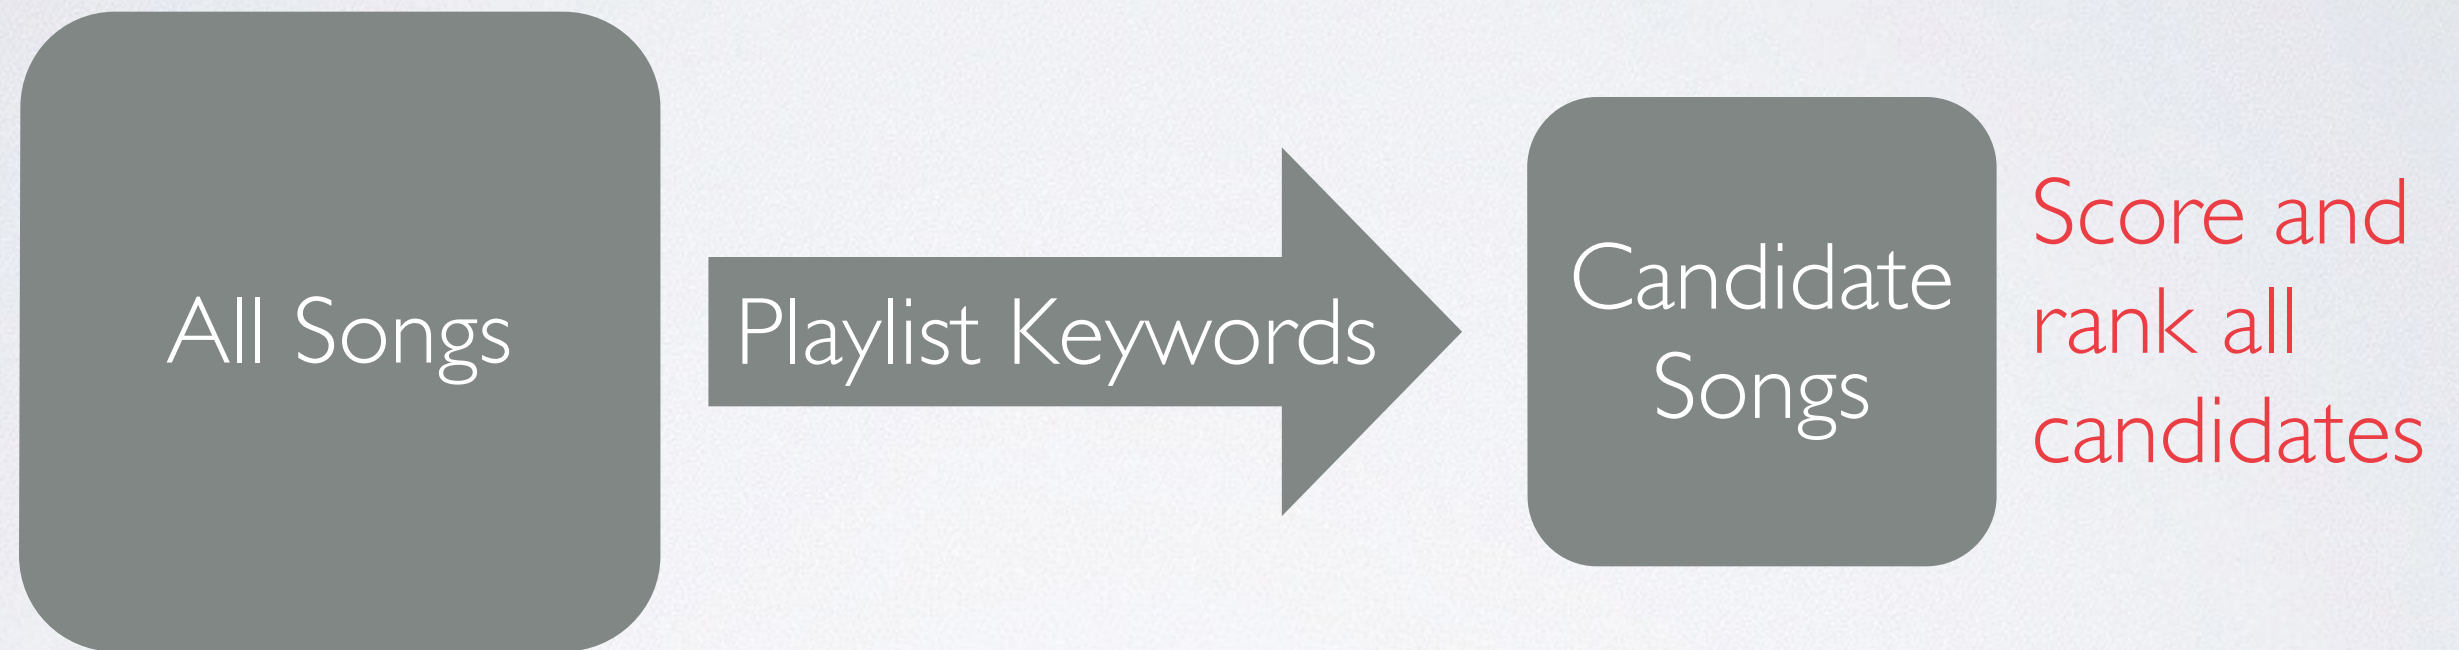 All Songs
Playlist Keywords
Candidate
Songs
Score and
rank all
candidates